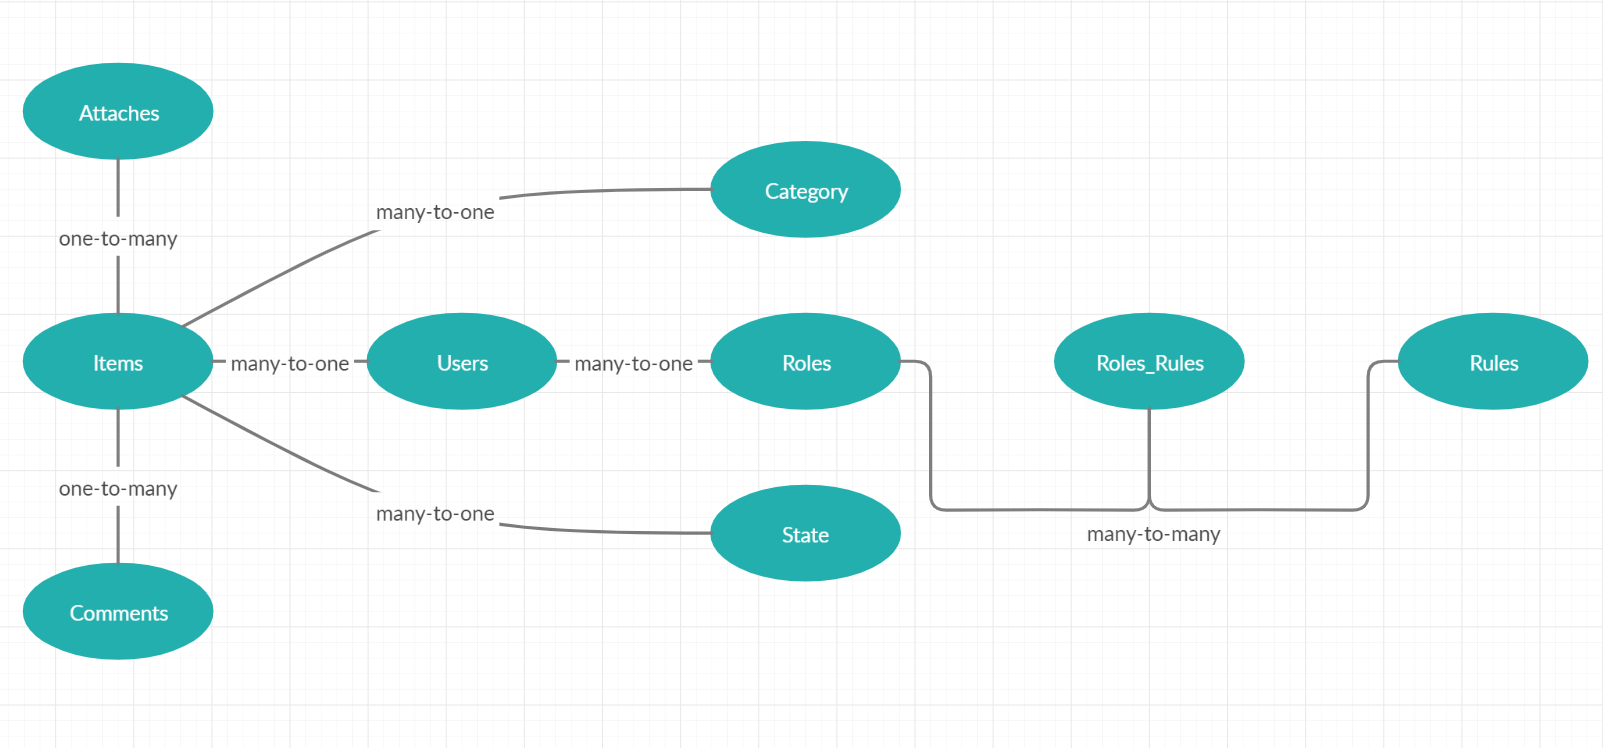 Attaches
Category
many-to-one
one-to-many
Items
many-to-one
Users
many-to-one
Roles
Roles_Rules
Rules
one-to-many
many-to-one
State
many-to-many
Comments